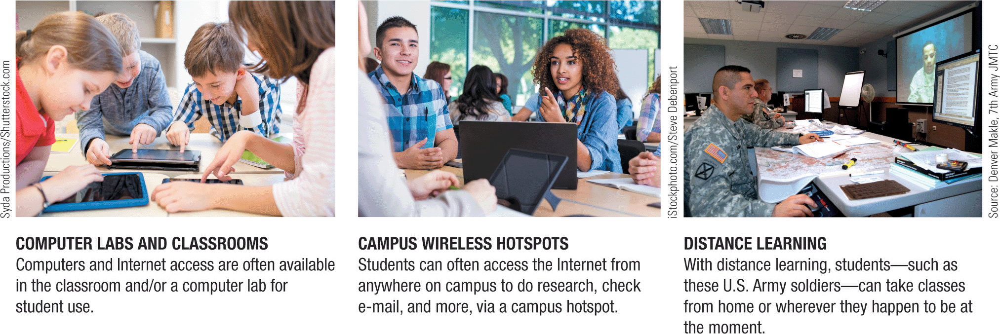 Syda Productions/Shutterstock.com
COMPUTER LABS AND CLASSROOMS
Computers and Internet access are often available
in the classroom and/or a computer lab for
student use.
iStockphoto.com/Steve Debenport
CAMPUS WIRELESS HOTSPOTS
Students can often access the Internet from
anywhere on campus to do research, check
e-mail, and more, via a campus hotspot.
Source: Denver Makle, 7th Army JMTC
DISTANCE LEARNING
With distance learning, students—such as
these U.S. Army soldiers—can take classes
from home or wherever they happen to be at
the moment.